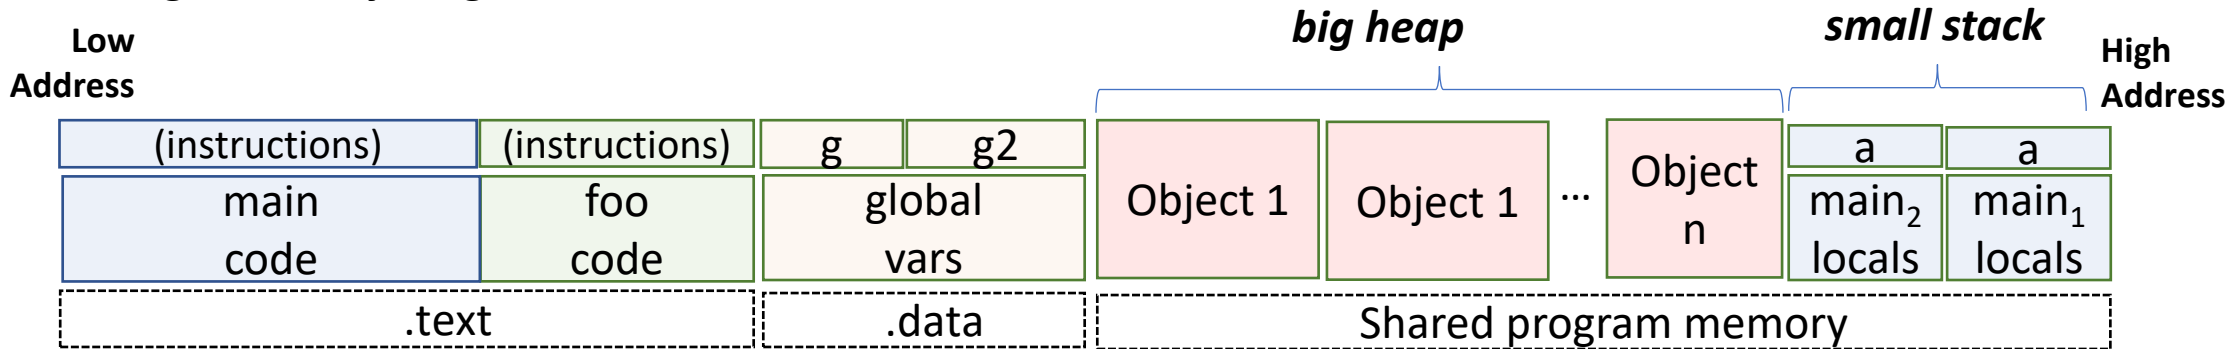 big heap
small stack
Low
Address
High
Address
(instructions)
(instructions)
g
g2
a
a
main
code
foo
code
global
vars
Object 1
Object 1
...
Object
n
main2
locals
main1
locals
.text
.data
Shared program memory